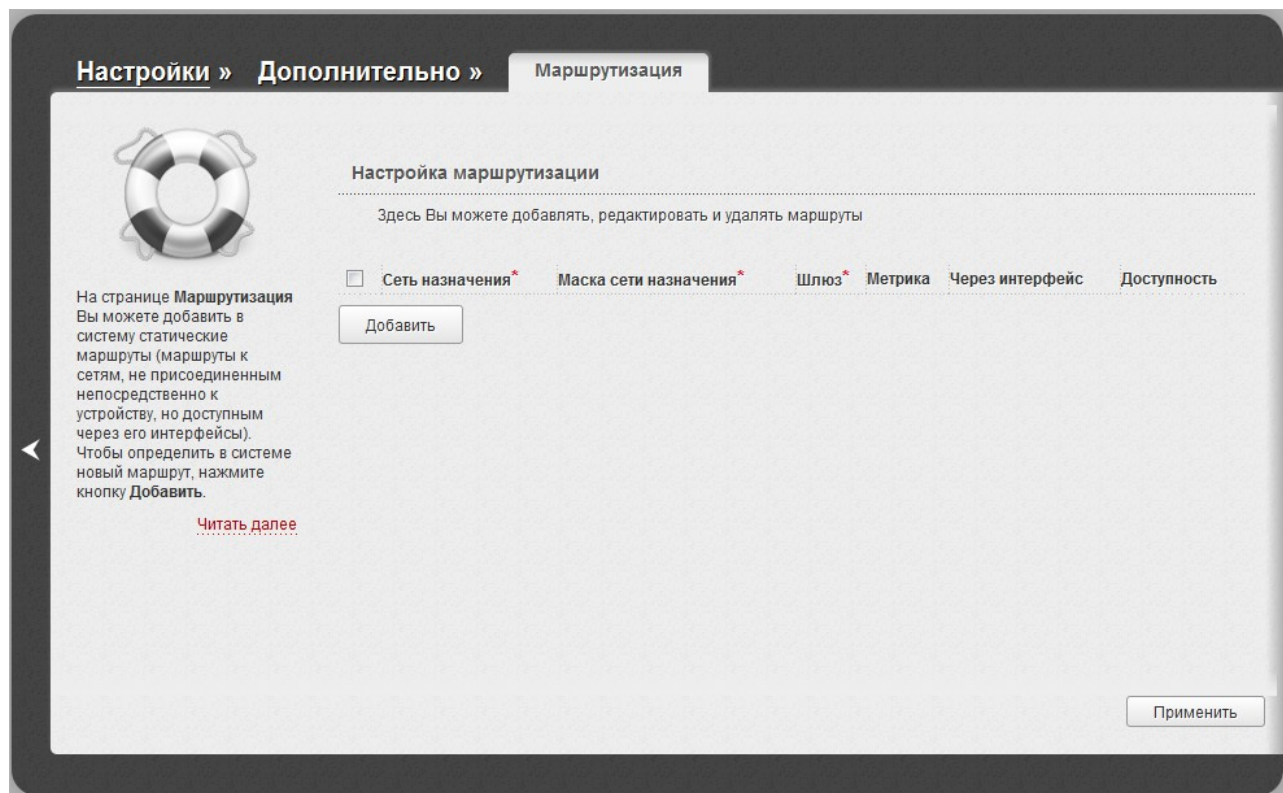 Настройки » Дополнительно » Маршрутизация
Настройка маршрутизации
Здесь Вы можете добавлять, редактировать и удалять маршруты
Сеть назначения* Маска сети назначения* Шлюз* Метрика Через интерфейс Доступность
Добавить
На странице Маршрутизация
Вы можете добавить в
систему статические
маршруты (маршруты к
сетям, не присоединенным
непосредственно к
устройству, но доступным
через его интерфейсы).
Чтобы определить в системе
новый маршрут, нажмите
кнопку Добавить.
Читать далее
Применить